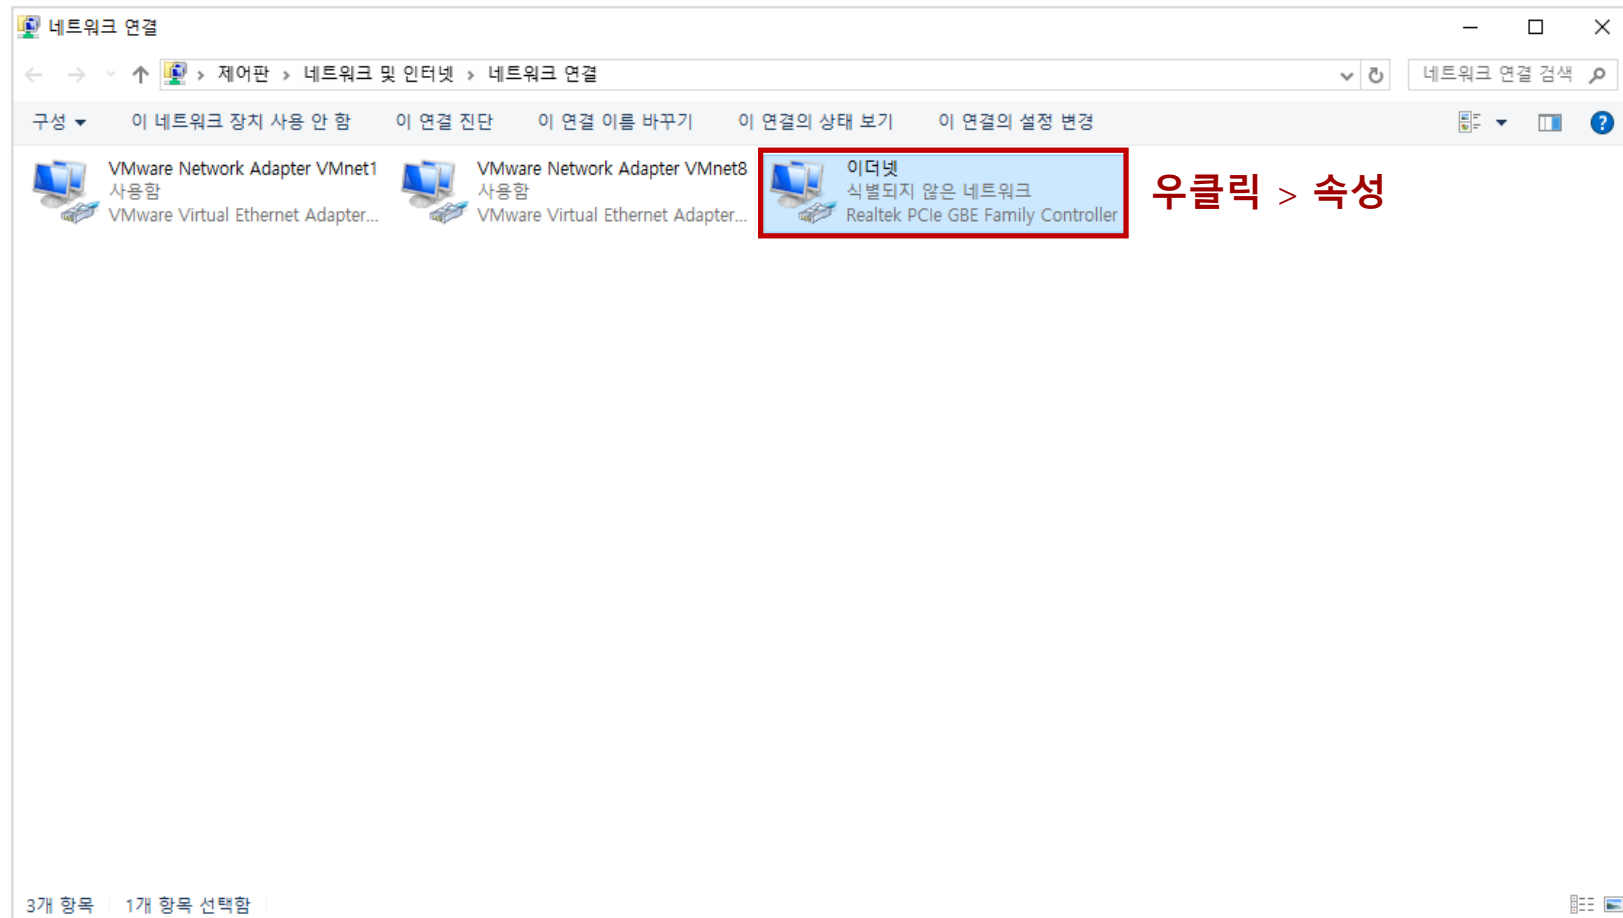 네트워크 연결
제어판 › 네트워크 및 인터넷 › 네트워크 연결
네트워크 연결 검색
구성 이 네트워크 장치 사용 안 함 이 연결 진단 이 연결 이름 바꾸기 이 연결의 상태 보기 이 연결의 설정 변경
VMware Network Adapter VMnet1
사용함
VMware Virtual Ethernet Adapter...
VMware Network Adapter VMnet8
사용함
VMware Virtual Ethernet Adapter...
이더넷
식별되지 않은 네트워크
Realtek PCIe GBE Family Controller
우클릭 > 속성
3개 항목 1개 항목 선택함